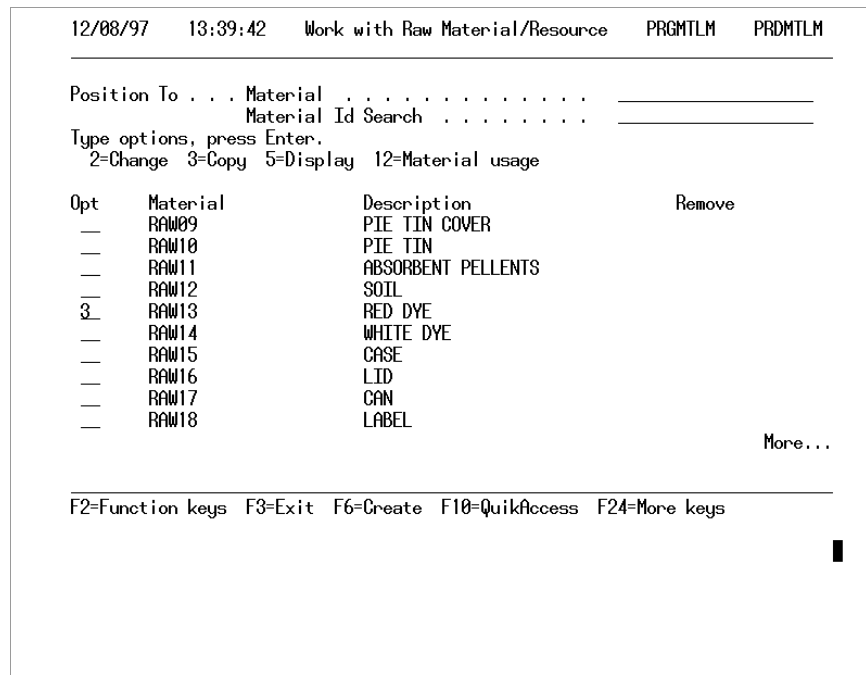 12/08/97 13:39:42 Work with Raw Material/Resource PRGMTLM PRDMTLM
Position To . . . Material . . . . . . . . . . . . .
Material Id Search . . . . . . . .
Type options, press Enter.
2=Change 3=Copy 5=Display 12=Material usage
Opt Material Description Remove
RAW09 PIE TIN COVER
RAW10 PIE TIN
RAW11 ABSORBENT PELLENTS
RAW12 SOIL
3 RAW13 RED DYE
RAW14 WHITE DYE
RAW15 CASE
RAW16 LID
RAW17 CAN
RAW18 LABEL
More...
F2=Function keys F3=Exit F6=Create F10=QuikAccess F24=More keys